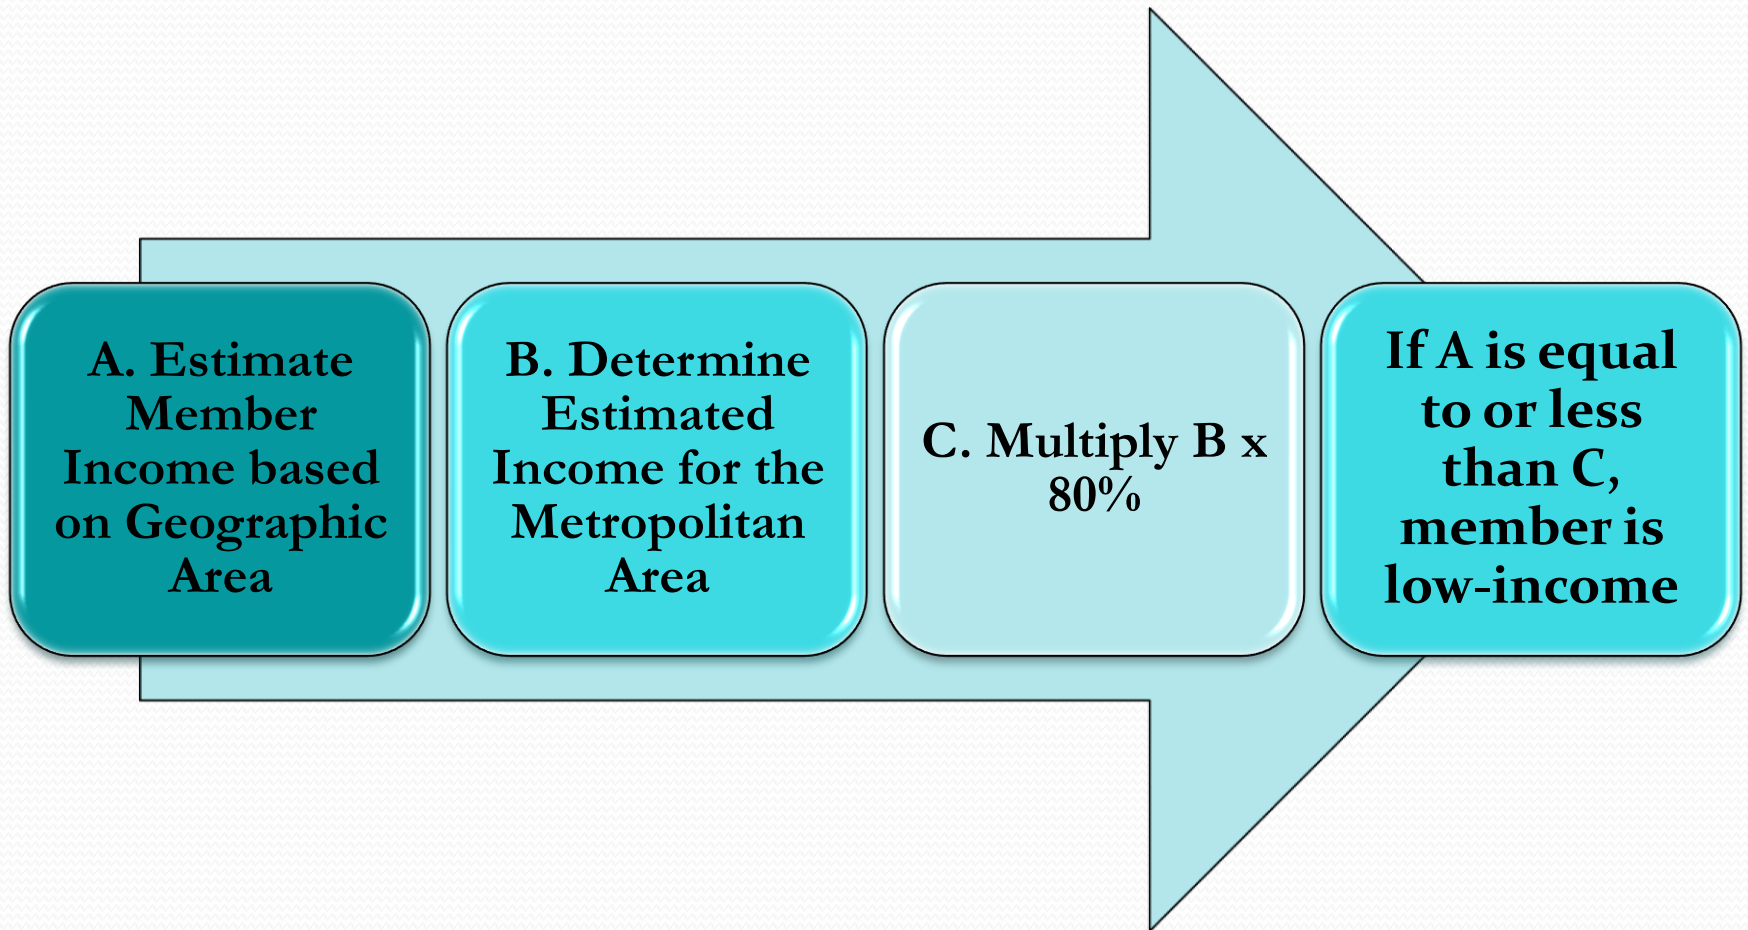 A. Estimate
Member
Income based
on Geographic
Area
B. Determine
Estimated
Income for the
Metropolitan
Area
C. Multiply B x
80%
If A is equal
to or less
than C,
member is
low-income